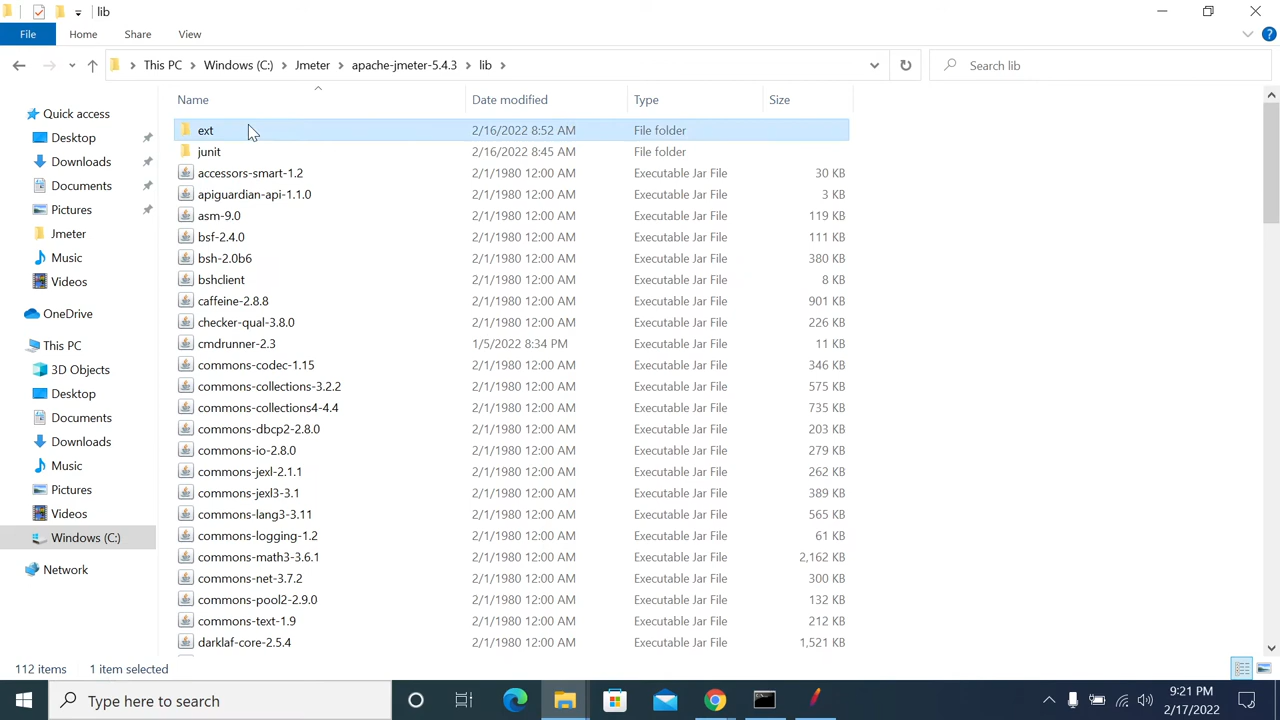 lib
File
Home
Share
View
This PC
Windows (C:)
Jmeter
apache-jmeter-5.4.3
lib
Search lib
Name
Date modified
Type
Size
Quick access
Desktop
Downloads
Documents
Pictures
Jmeter
Music
Videos
OneDrive
This PC
3D Objects
Desktop
Documents
Downloads
Music
Pictures
Videos
Windows (C:)
Network
ext 2/16/2022 8:52 AM File folder
junit 2/16/2022 8:45 AM File folder
accessors-smart-1.2 2/1/1980 12:00 AM Executable Jar File 30 KB
apiguardian-api-1.1.0 2/1/1980 12:00 AM Executable Jar File 3 KB
asm-9.0 2/1/1980 12:00 AM Executable Jar File 119 KB
bsf-2.4.0 2/1/1980 12:00 AM Executable Jar File 111 KB
bsh-2.0b6 2/1/1980 12:00 AM Executable Jar File 380 KB
bshclient 2/1/1980 12:00 AM Executable Jar File 8 KB
caffeine-2.8.8 2/1/1980 12:00 AM Executable Jar File 901 KB
checker-qual-3.8.0 2/1/1980 12:00 AM Executable Jar File 226 KB
cmdrunner-2.3 1/5/2022 8:34 PM Executable Jar File 11 KB
commons-codec-1.15 2/1/1980 12:00 AM Executable Jar File 346 KB
commons-collections-3.2.2 2/1/1980 12:00 AM Executable Jar File 575 KB
commons-collections4-4.4 2/1/1980 12:00 AM Executable Jar File 735 KB
commons-dbcp2-2.8.0 2/1/1980 12:00 AM Executable Jar File 203 KB
commons-io-2.8.0 2/1/1980 12:00 AM Executable Jar File 279 KB
commons-jexl-2.1.1 2/1/1980 12:00 AM Executable Jar File 262 KB
commons-jexl3-3.1 2/1/1980 12:00 AM Executable Jar File 389 KB
commons-lang3-3.11 2/1/1980 12:00 AM Executable Jar File 565 KB
commons-logging-1.2 2/1/1980 12:00 AM Executable Jar File 61 KB
commons-math3-3.6.1 2/1/1980 12:00 AM Executable Jar File 2,162 KB
commons-net-3.7.2 2/1/1980 12:00 AM Executable Jar File 300 KB
commons-pool2-2.9.0 2/1/1980 12:00 AM Executable Jar File 132 KB
commons-text-1.9 2/1/1980 12:00 AM Executable Jar File 212 KB
darklaf-core-2.5.4 2/1/1980 12:00 AM Executable Jar File 1,521 KB
112 items
1 item selected
Type here to search
9:21 PM
2/17/2022